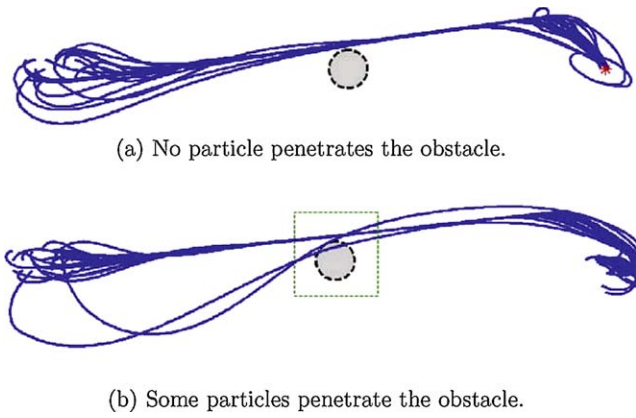 (a) No particle penetrates the obstacle.
(b) Some particles penetrate the obstacle.